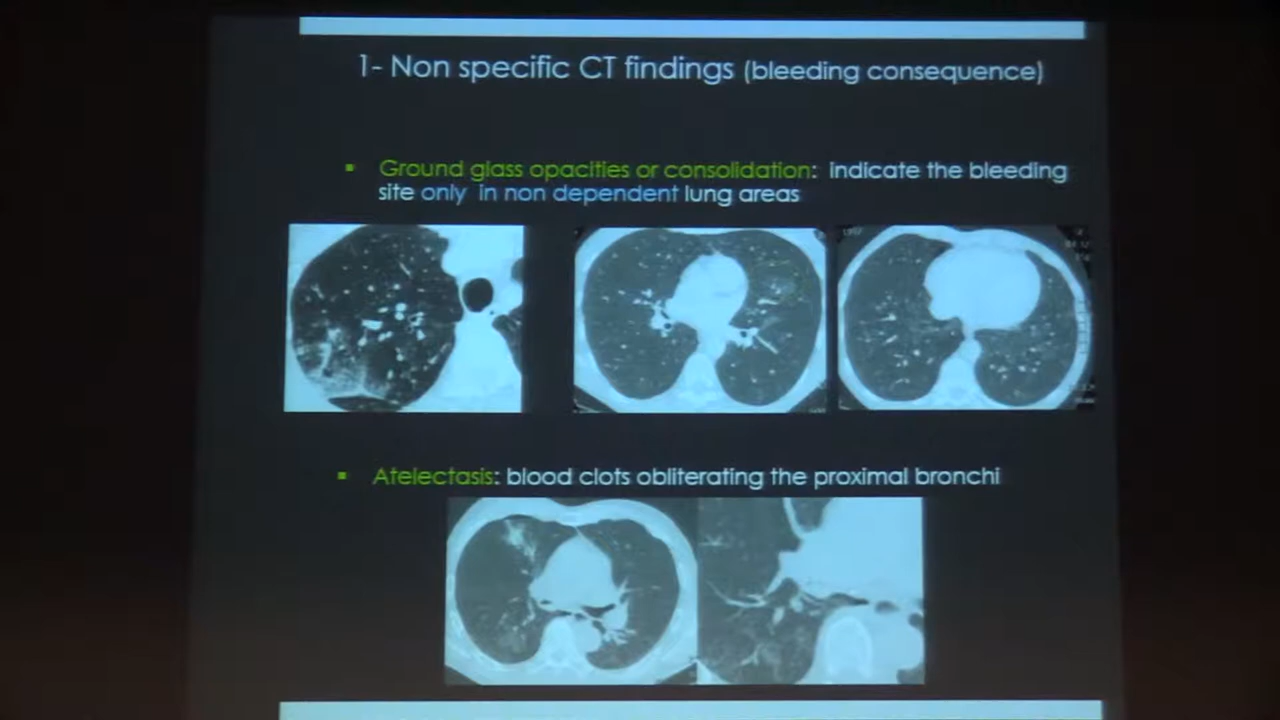 1- Non specific CT findings (bleeding consequence)
▪ Ground glass opacities or consolidation: indicate the bleeding
site only in non dependent lung areas
▪ Atelectasis: blood clots obliterating the proximal bronchi